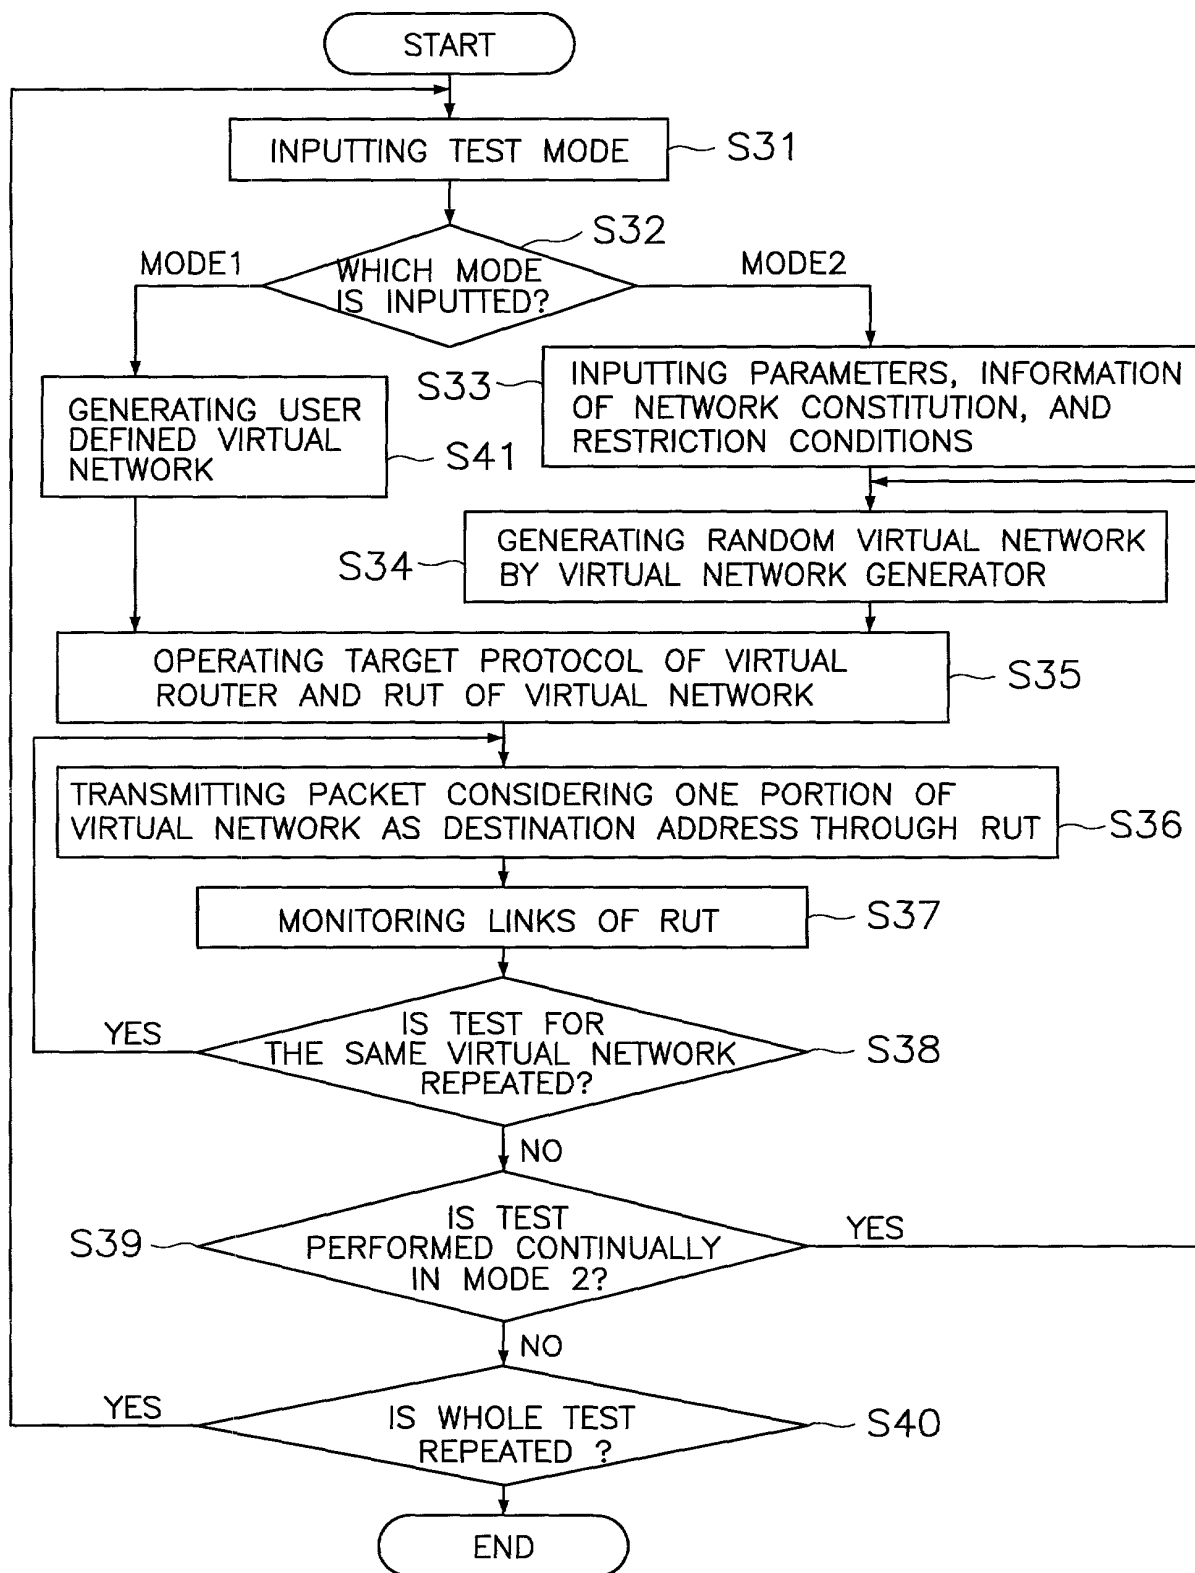 START
INPUTTING TEST MODE
S31
S32
WHICH MODE
IS INPUTTED?
MODE1
MODE2
GENERATING USER
DEFINED VIRTUAL
NETWORK
S41
S33
INPUTTING PARAMETERS, INFORMATION
OF NETWORK CONSTITUTION, AND
RESTRICTION CONDITIONS
S34
GENERATING RANDOM VIRTUAL NETWORK
BY VIRTUAL NETWORK GENERATOR
OPERATING TARGET PROTOCOL OF VIRTUAL
ROUTER AND RUT OF VIRTUAL NETWORK
S35
TRANSMITTING PACKET CONSIDERING ONE PORTION OF
VIRTUAL NETWORK AS DESTINATION ADDRESS THROUGH RUT
S36
MONITORING LINKS OF RUT
S37
YES
IS TEST FOR
THE SAME VIRTUAL NETWORK
REPEATED?
S38
NO
S39
IS TEST
PERFORMED CONTINUALLY
IN MODE 2?
YES
NO
YES
IS WHOLE TEST
REPEATED ?
S40
END